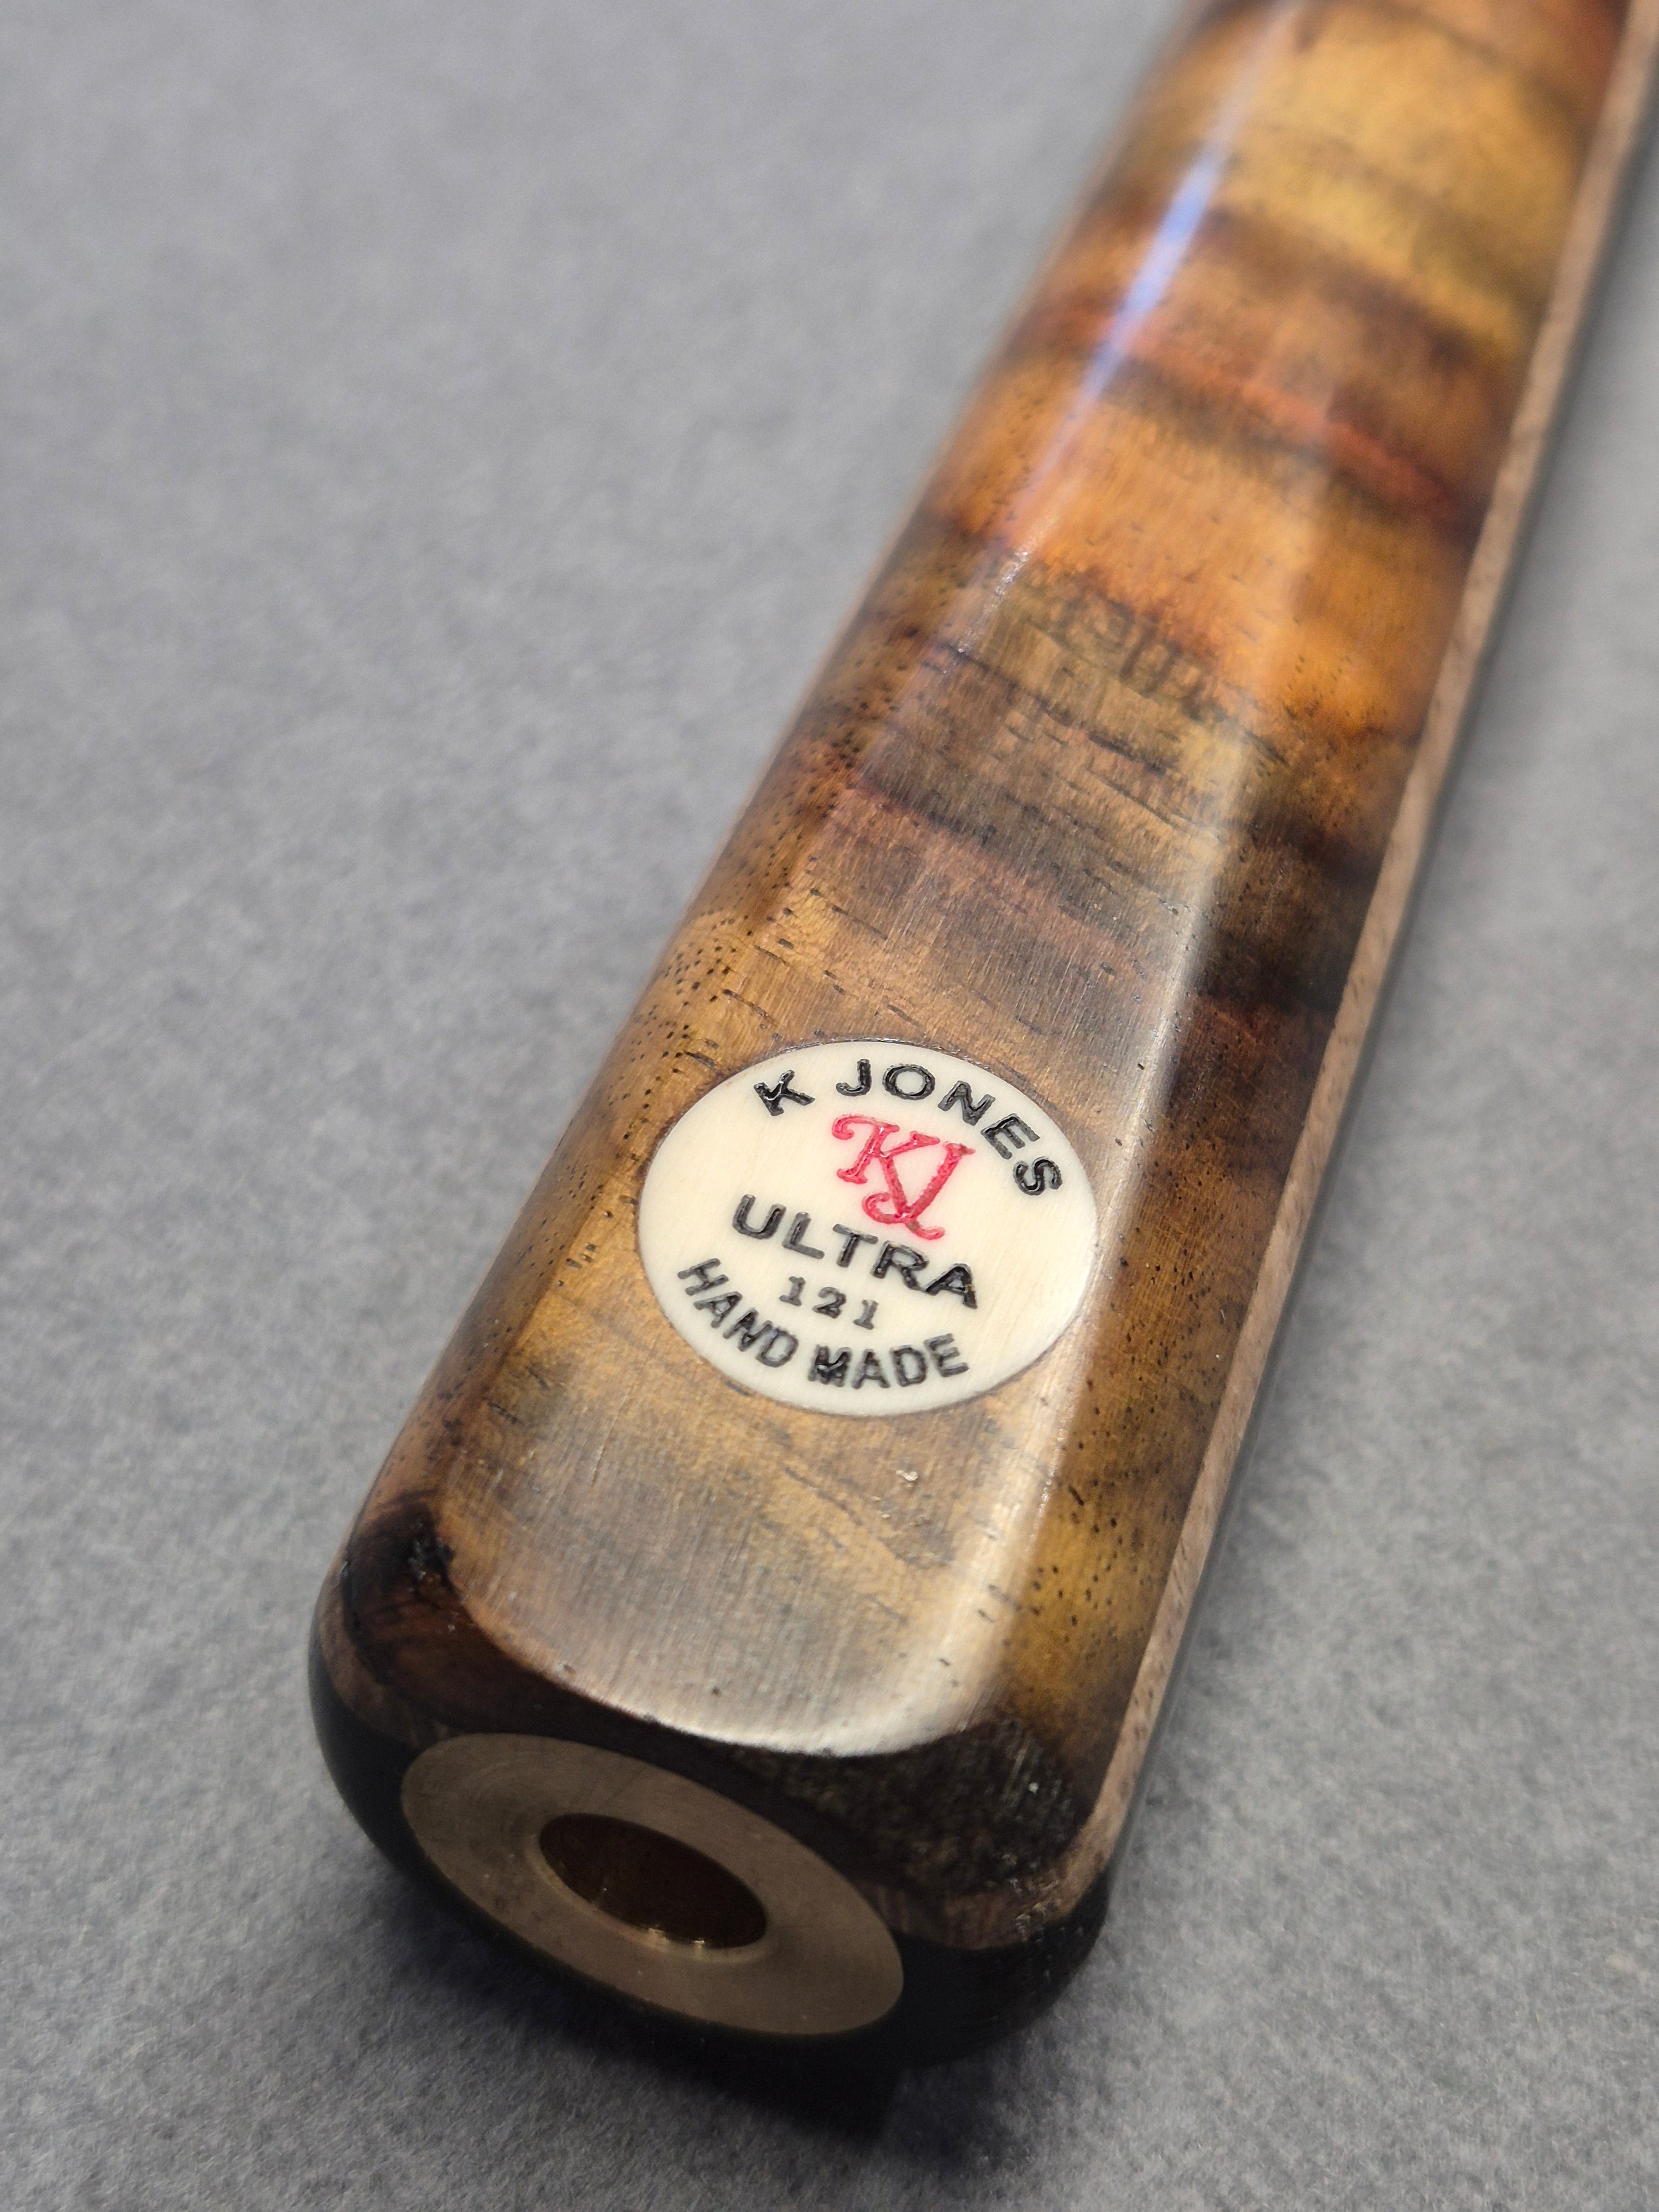 K JONES
KJ
ULTRA
121
HAND MADE